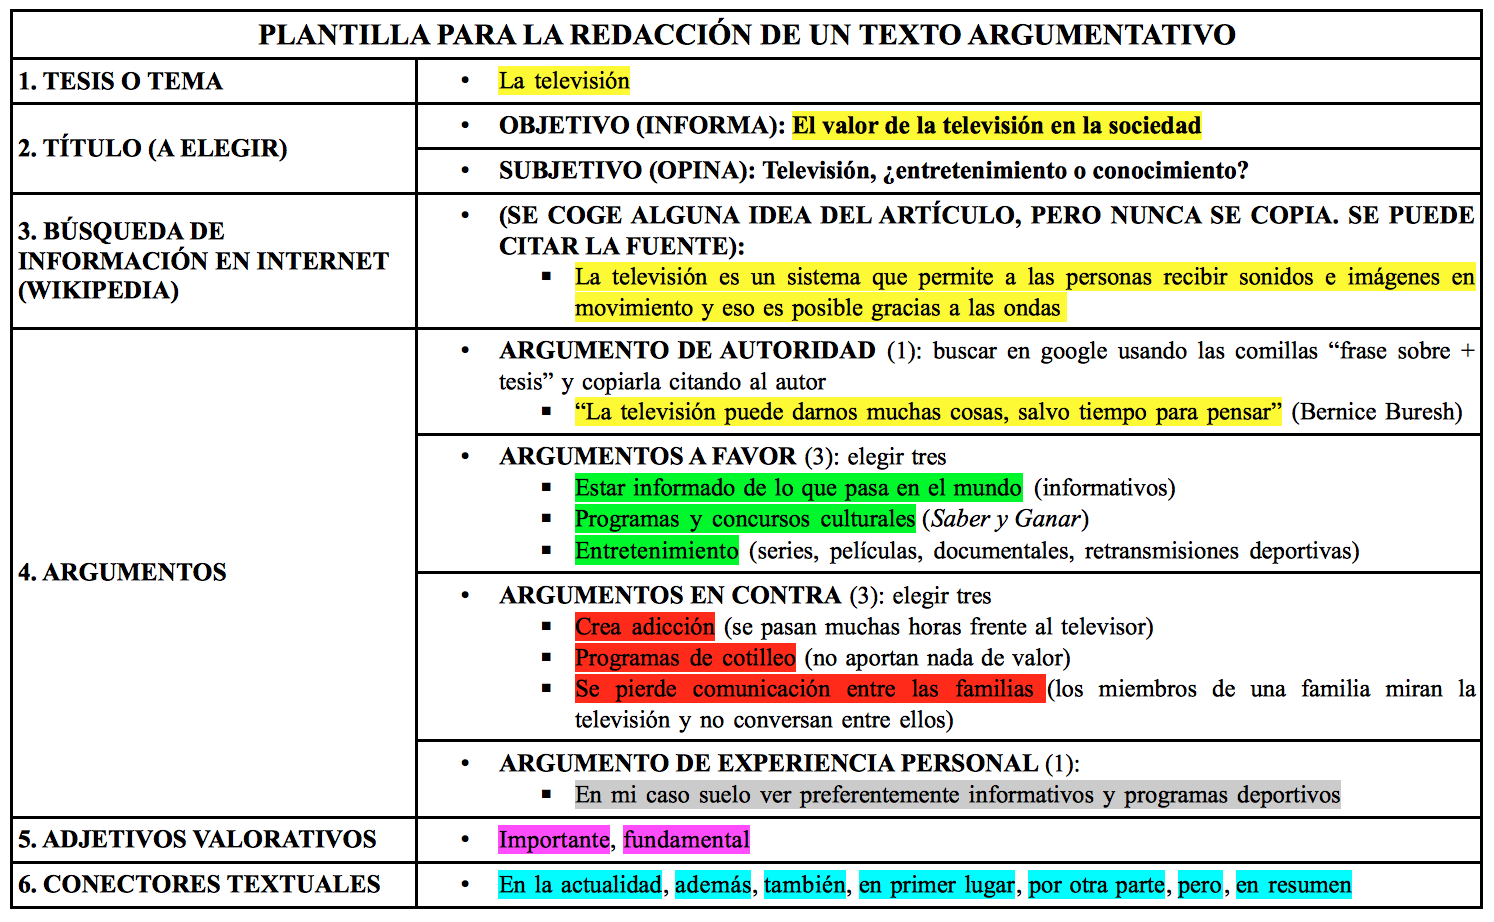 PLANTILLA PARA LA REDACCIÓN DE UN TEXTO ARGUMENTATIVO
1. TESIS O TEMA
• La televisión
2. TÍTULO (A ELEGIR)
• OBJETIVO (INFORMA): El valor de la televisión en la sociedad
• SUBJETIVO (OPINA): Televisión, ¿entretenimiento o conocimiento?
3. BÚSQUEDA DE
INFORMACIÓN EN INTERNET
(WIKIPEDIA)
• (SE COGE ALGUNA IDEA DEL ARTÍCULO, PERO NUNCA SE COPIA. SE PUEDE
CITAR LA FUENTE):
▪ La televisión es un sistema que permite a las personas recibir sonidos e imágenes en
movimiento y eso es posible gracias a las ondas
4. ARGUMENTOS
• ARGUMENTO DE AUTORIDAD (1): buscar en google usando las comillas “frase sobre +
tesis” y copiarla citando al autor
▪ “La televisión puede darnos muchas cosas, salvo tiempo para pensar” (Bernice Buresh)
• ARGUMENTOS A FAVOR (3): elegir tres
▪ Estar informado de lo que pasa en el mundo (informativos)
▪ Programas y concursos culturales (Saber y Ganar)
▪ Entretenimiento (series, películas, documentales, retransmisiones deportivas)
• ARGUMENTOS EN CONTRA (3): elegir tres
▪ Crea adicción (se pasan muchas horas frente al televisor)
▪ Programas de cotilleo (no aportan nada de valor)
▪ Se pierde comunicación entre las familias (los miembros de una familia miran la
televisión y no conversan entre ellos)
• ARGUMENTO DE EXPERIENCIA PERSONAL (1):
▪ En mi caso suelo ver preferentemente informativos y programas deportivos
5. ADJETIVOS VALORATIVOS
• Importante, fundamental
6. CONECTORES TEXTUALES
• En la actualidad, además, también, en primer lugar, por otra parte, pero, en resumen